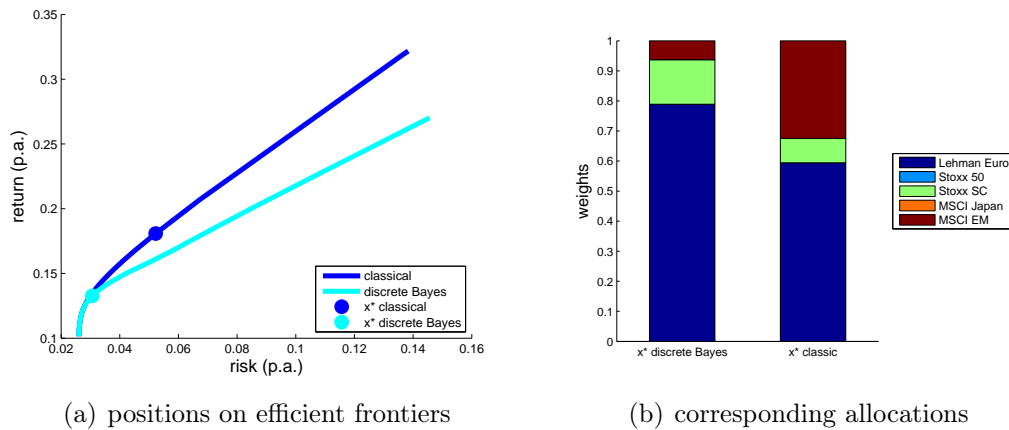 0.35
0.3
0.25
0.2
0.15
0.1
return (p.a.)
0.02 0.04 0.06 0.08 0.1 0.12 0.14 0.16
risk (p.a.)
classical
discrete Bayes
x* classical
x* discrete Bayes
(a) positions on efficient frontiers
1
0.9
0.8
0.7
0.6
0.5
0.4
0.3
0.2
0.1
0
weights
x* discrete Bayes x* classic
Lehman Euro
Stoxx 50
Stoxx SC
MSCI Japan
MSCI EM
(b) corresponding allocations